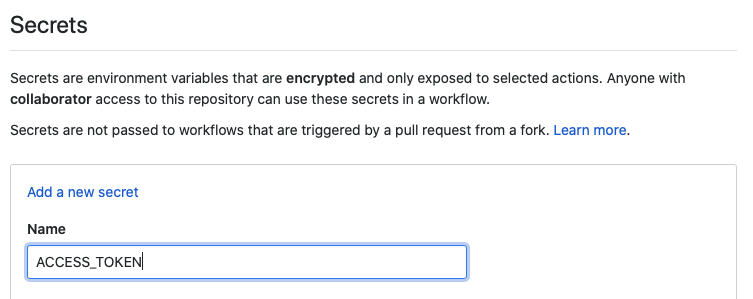 Secrets
Secrets are environment variables that are encrypted and only exposed to selected actions. Anyone with
collaborator access to this repository can use these secrets in a workflow.
Secrets are not passed to workflows that are triggered by a pull request from a fork. Learn more.
Add a new secret
Name
ACCESS_TOKEN